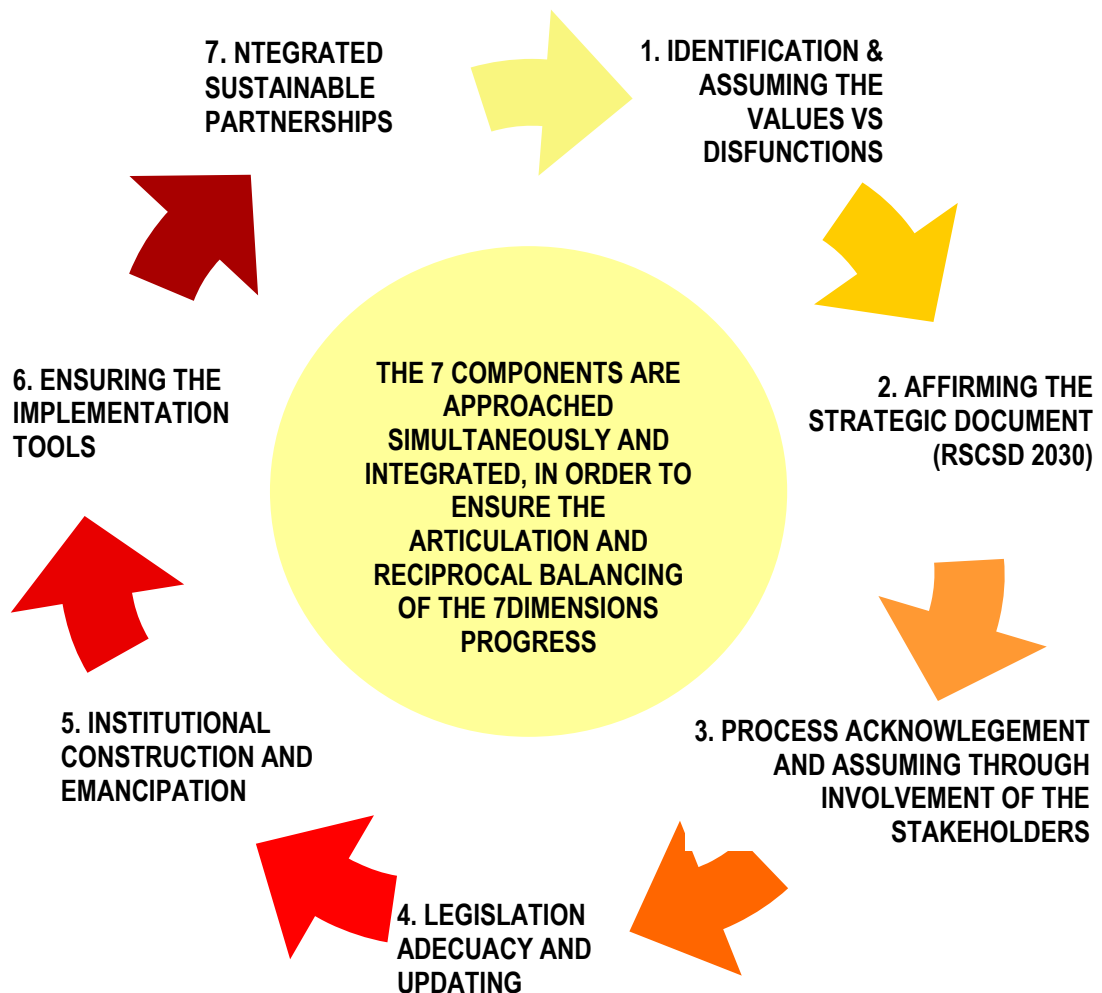 1. IDENTIFICATION &
ASSUMING THE
VALUES VS
DISFUNCTIONS
2. AFFIRMING THE
STRATEGIC DOCUMENT
(RSCSD 2030)
3. PROCESS ACKNOWLEGEMENT
AND ASSUMING THROUGH
INVOLVEMENT OF THE
STAKEHOLDERS
4. LEGISLATION
ADECUACY AND
UPDATING
5. INSTITUTIONAL
CONSTRUCTION AND
EMANCIPATION
6. ENSURING THE
IMPLEMENTATION
TOOLS
7. NTEGRATED
SUSTAINABLE
PARTNERSHIPS
THE 7 COMPONENTS ARE
APPROACHED
SIMULTANEOUSLY AND
INTEGRATED, IN ORDER TO
ENSURE THE
ARTICULATION AND
RECIPROCAL BALANCING
OF THE 7DIMENSIONS
PROGRESS